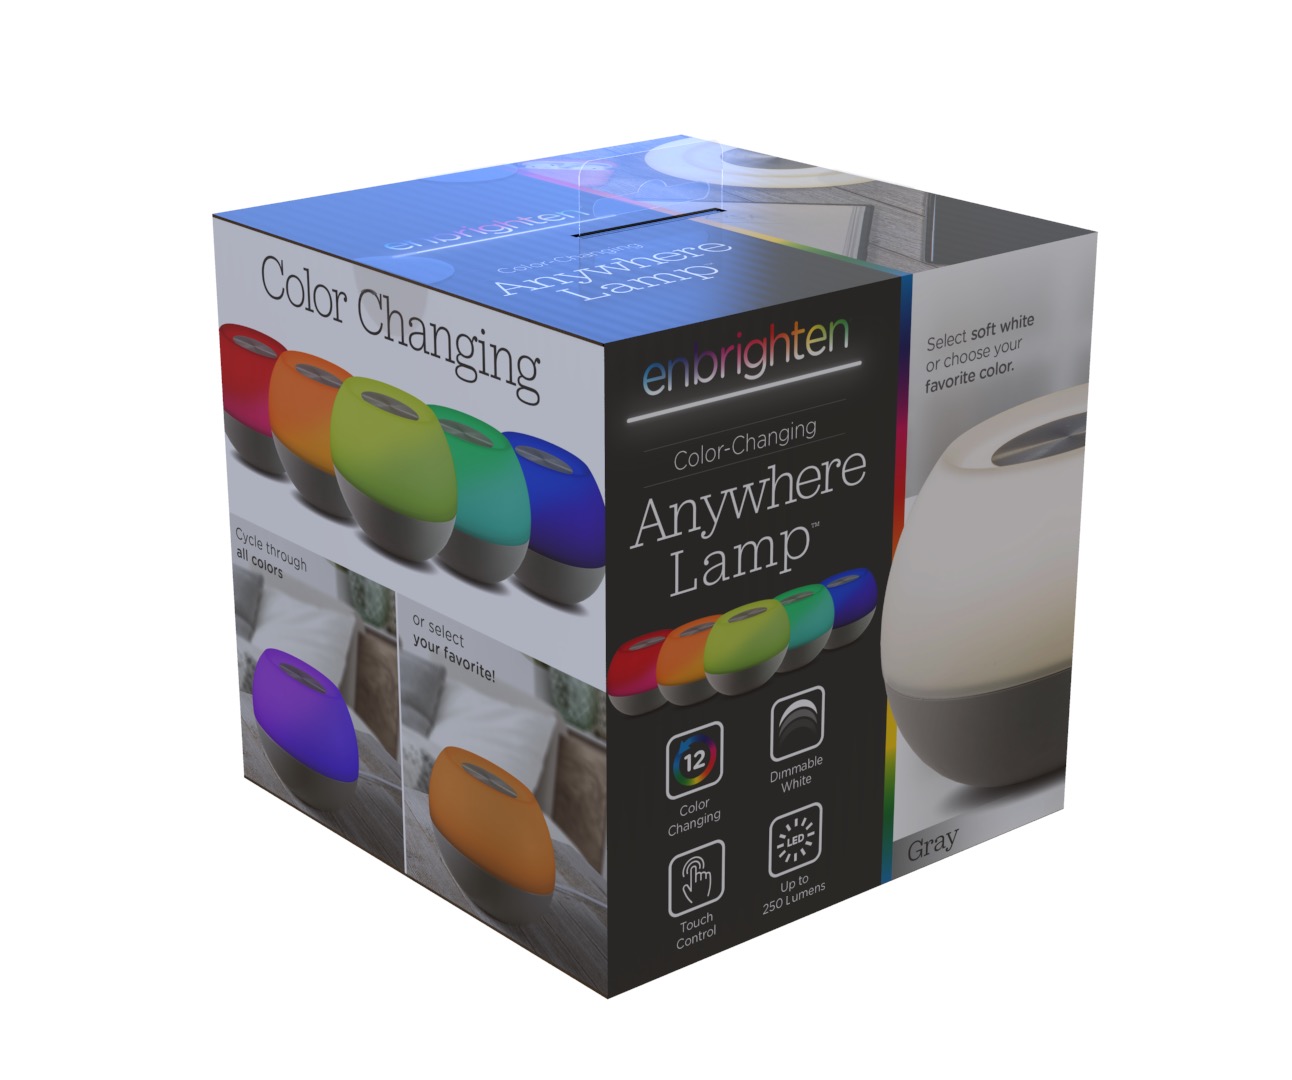 enbrighten
Color-Changing
Anywhere
Lamp™
Color Changing
Cycle through
all colors
or select
your favorite!
enbrighten
Color-Changing
Anywhere
Lamp™
12
Color
Changing
Dimmable
White
Touch
Control
LED
Up to
250 Lumens
Select soft white
or choose your
favorite color.
Gray